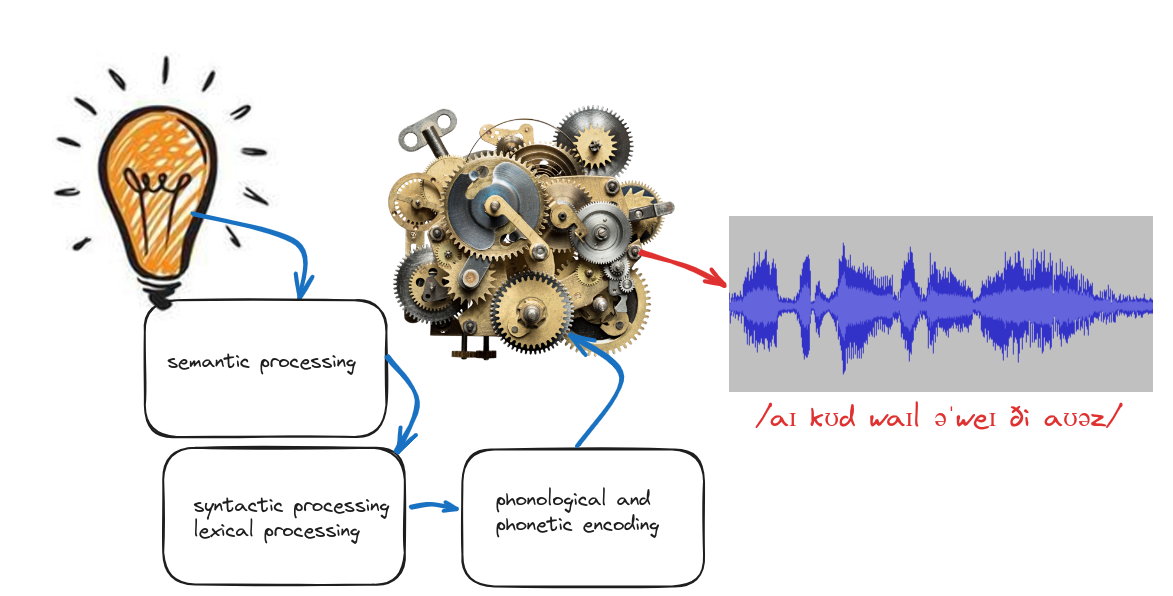 semantic processing
syntactic processing
lexical processing
phonological and
phonetic encoding
/aɪ kʊd waɪl əˈweɪ ði aʊəz/